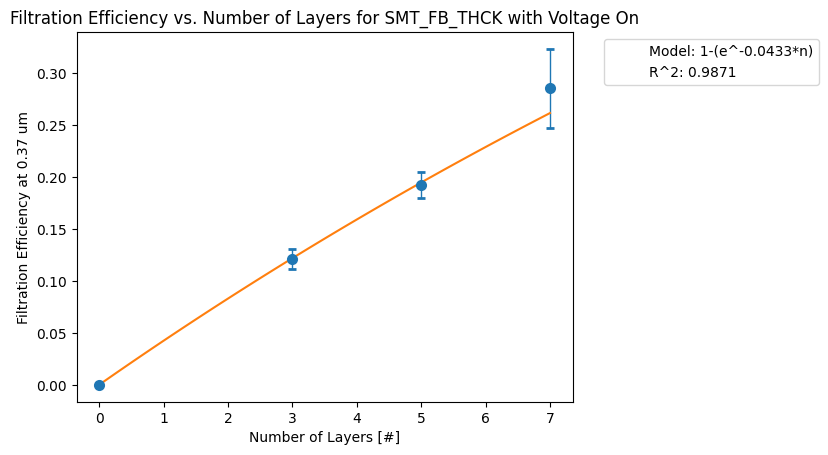 Filtration Efficiency vs. Number of Layers for SMT_FB_THCK with Voltage On
Model: 1-(e^-0.0433*n)
R^2: 0.9871
Filtration Efficiency at 0.37 um
0.30
0.25
0.20
0.15
0.10
0.05
0.00
0 1 2 3 4 5 6 7
Number of Layers [#]